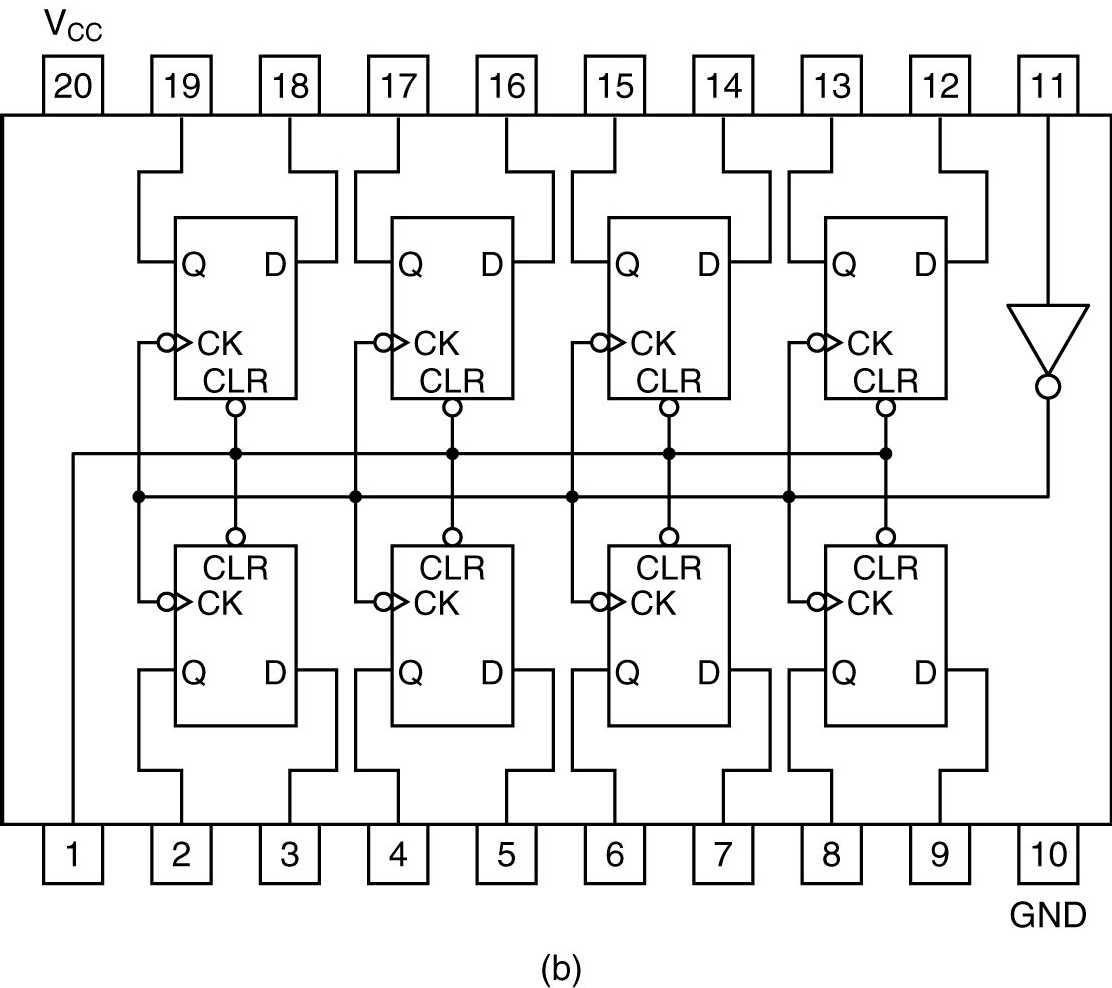 VCC
20 19 18 17 16 15 14 13 12 11
Q D Q D Q D Q D
CK CK CK CK
CLR CLR CLR CLR
CLR CLR CLR CLR
CK CK CK CK
Q D Q D Q D Q D
1 2 3 4 5 6 7 8 9 10
GND
(b)